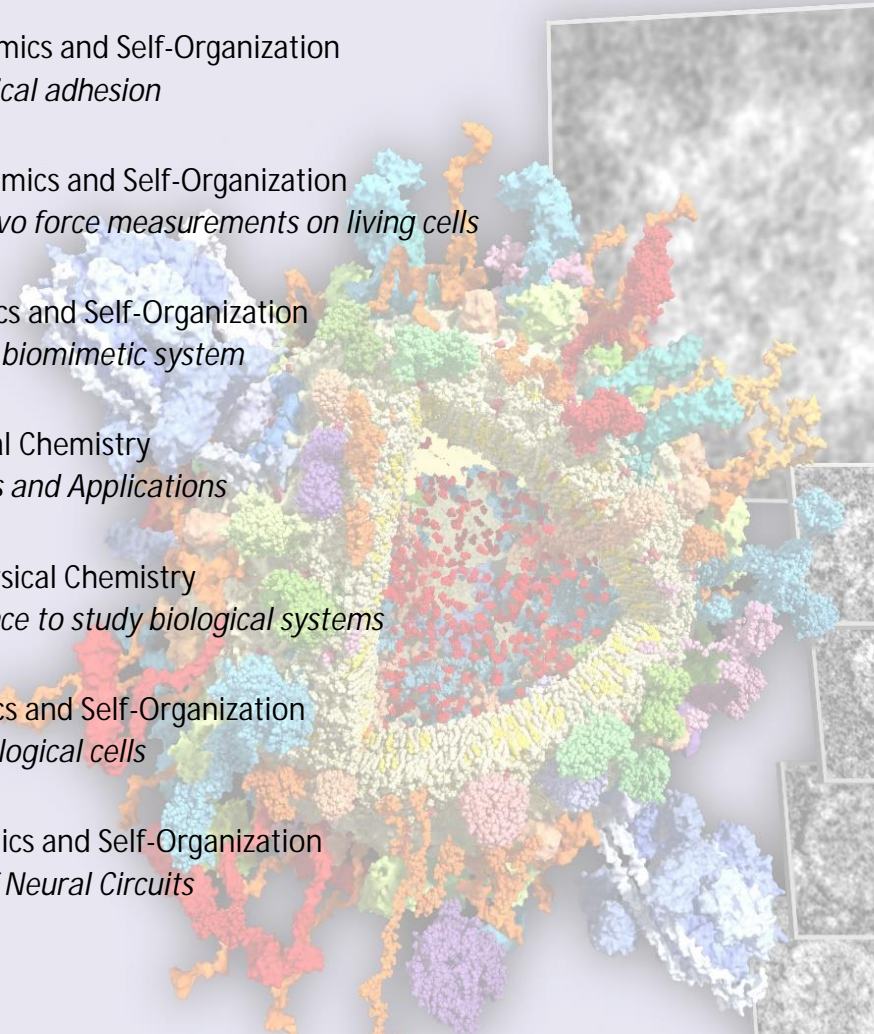 mics and Self-Organization
ical adhesion
mics and Self-Organization
vo force measurements on living cells
cs and Self-Organization
biomimetic system
al Chemistry
s and Applications
sical Chemistry
ce to study biological systems
cs and Self-Organization
logical cells
ics and Self-Organization
f Neural Circuits